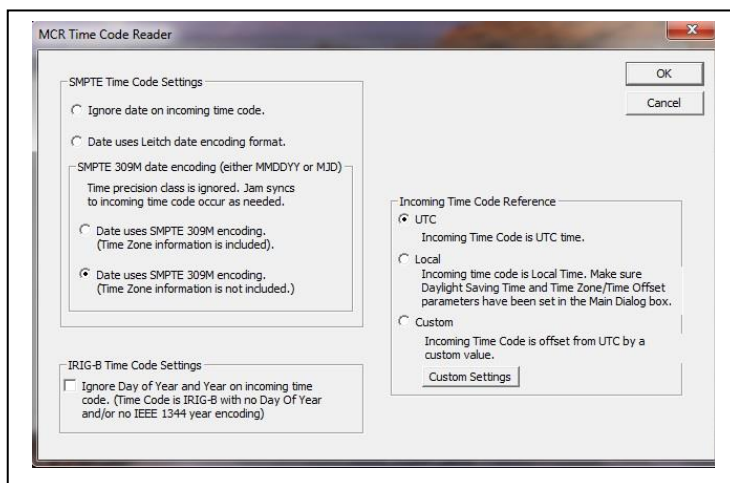 MCR Time Code Reader
X
OK
Cancel
SMPTE Time Code Settings
Ignore date on incoming time code.
Date uses Leitch date encoding format.
SMPTE 309M date encoding (either MMDDYY or MJD)
Time precision class is ignored. Jam syncs
to incoming time code occur as needed.
Date uses SMPTE 309M encoding.
(Time Zone information is included).
Date uses SMPTE 309M encoding.
(Time Zone information is not included.)
IRIG-B Time Code Settings
Ignore Day of Year and Year on incoming time
code. (Time Code is IRIG-B with no Day Of Year
and/or no IEEE 1344 year encoding)
Incoming Time Code Reference
UTC
Incoming Time Code is UTC time.
Local
Incoming time code is Local Time. Make sure
Daylight Saving Time and Time Zone/Time Offset
parameters have been set in the Main Dialog box.
Custom
Incoming Time Code is offset from UTC by a
custom value.
Custom Settings